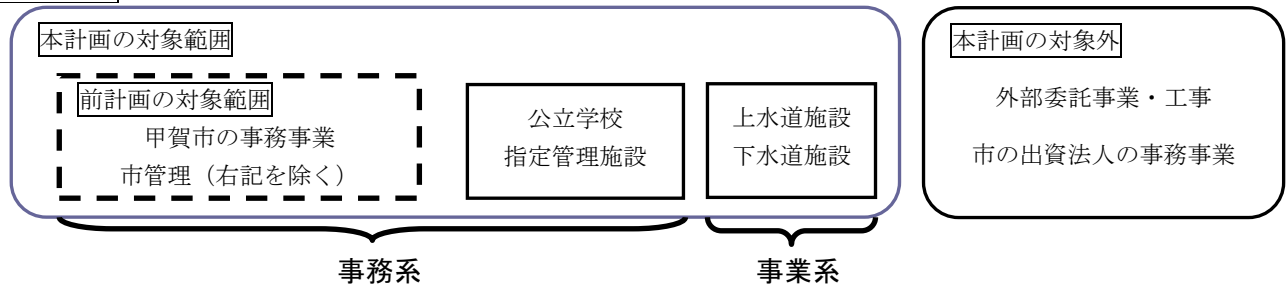 本計画の対象範囲
前計画の対象範囲
甲賀市の事務事業
市管理（右記を除く）
公立学校
指定管理施設
上水道施設
下水道施設
事務系
事業系
本計画の対象外
外部委託事業・工事
市の出資法人の事務事業